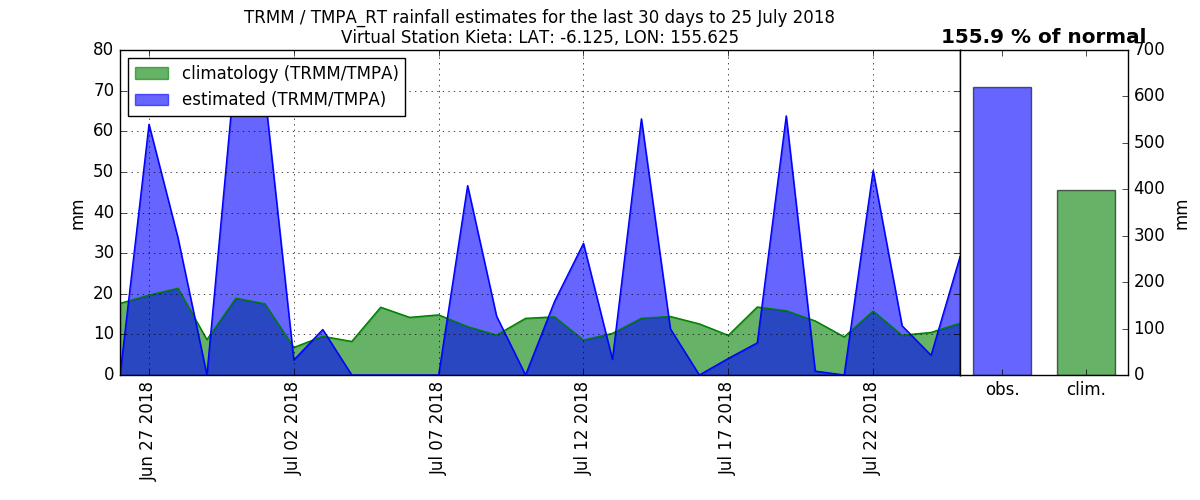 TRMM / TMPA_RT rainfall estimates for the last 30 days to 25 July 2018
Virtual Station Kieta: LAT: -6.125, LON: 155.625
155.9 % of normal
climatology (TRMM/TMPA)
estimated (TRMM/TMPA)
mm
80
70
60
50
40
30
20
10
0
Jun 27 2018
Jul 02 2018
Jul 07 2018
Jul 12 2018
Jul 17 2018
Jul 22 2018
700
600
500
400
300
200
100
0
mm
obs.
clim.